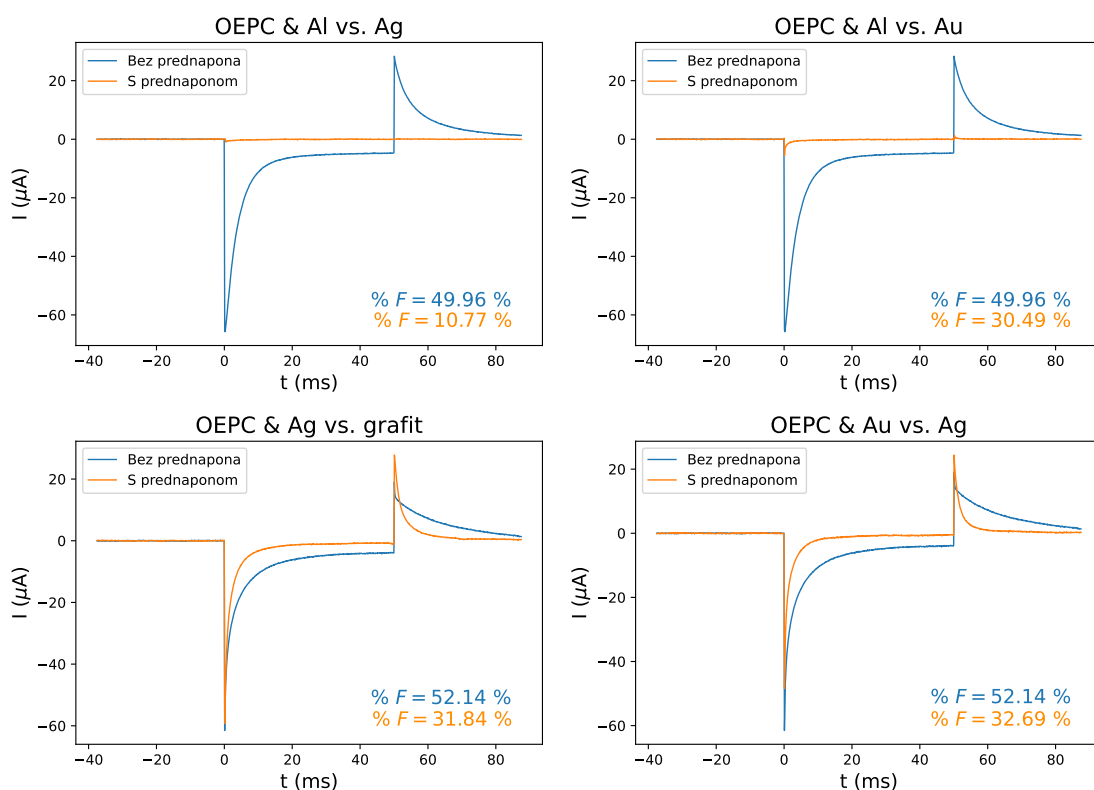 OEPC & Al vs. Ag
Bez prednapona
S prednaponom
20
0
−20
−40
−60
I (μA)
% F = 49.96 %
% F = 10.77 %
−40 −20 0 20 40 60 80
t (ms)
OEPC & Al vs. Au
Bez prednapona
S prednaponom
20
0
−20
−40
−60
I (μA)
% F = 49.96 %
% F = 30.49 %
−40 −20 0 20 40 60 80
t (ms)
OEPC & Ag vs. grafit
Bez prednapona
S prednaponom
20
0
−20
−40
−60
I (μA)
% F = 52.14 %
% F = 31.84 %
−40 −20 0 20 40 60 80
t (ms)
OEPC & Au vs. Ag
Bez prednapona
S prednaponom
20
0
−20
−40
−60
I (μA)
% F = 52.14 %
% F = 32.69 %
−40 −20 0 20 40 60 80
t (ms)